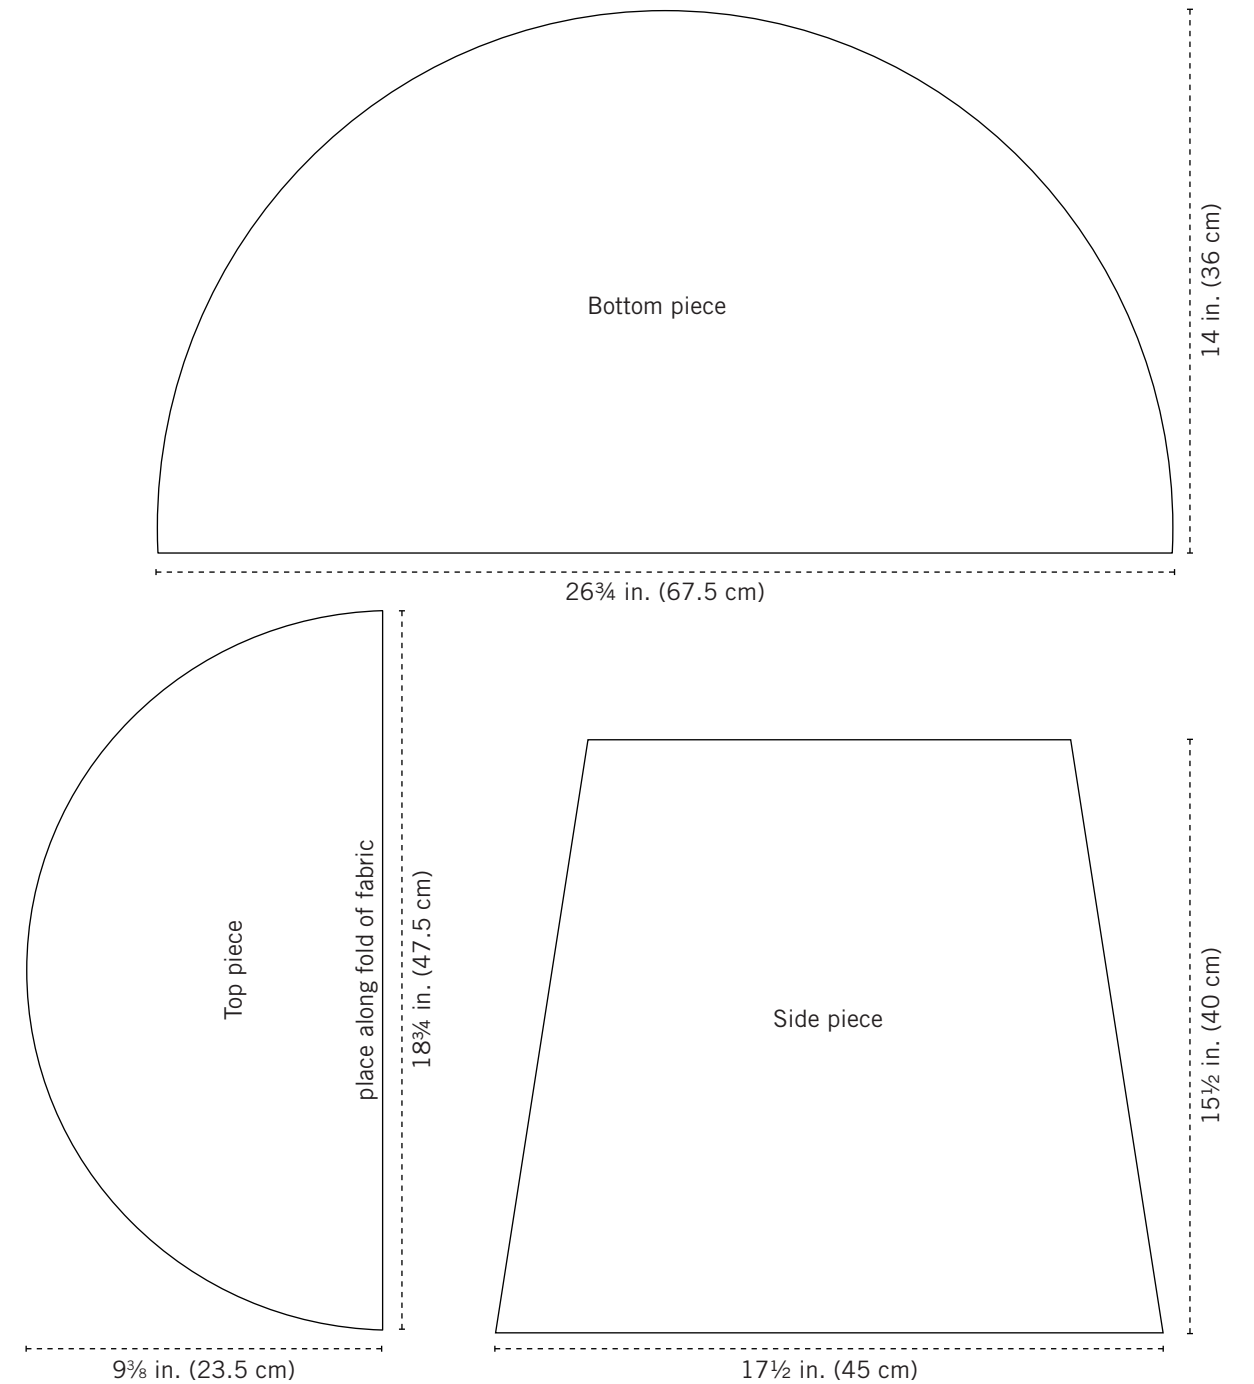 Bottom piece
14 in. (36 cm)
26¾ in. (67.5 cm)
Top piece
place along fold of fabric
18¾ in. (47.5 cm)
9⅜ in. (23.5 cm)
Side piece
15½ in. (40 cm)
17½ in. (45 cm)